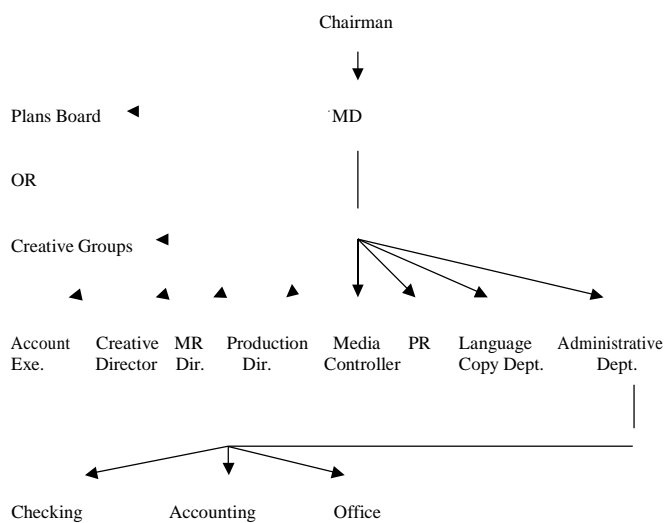 Chairman
Plans Board MD
OR
Creative Groups
Account Creative MR Production Media PR Language Administrative
Exe. Director Dir. Dir. Controller Copy Dept. Dept.
Checking Accounting Office